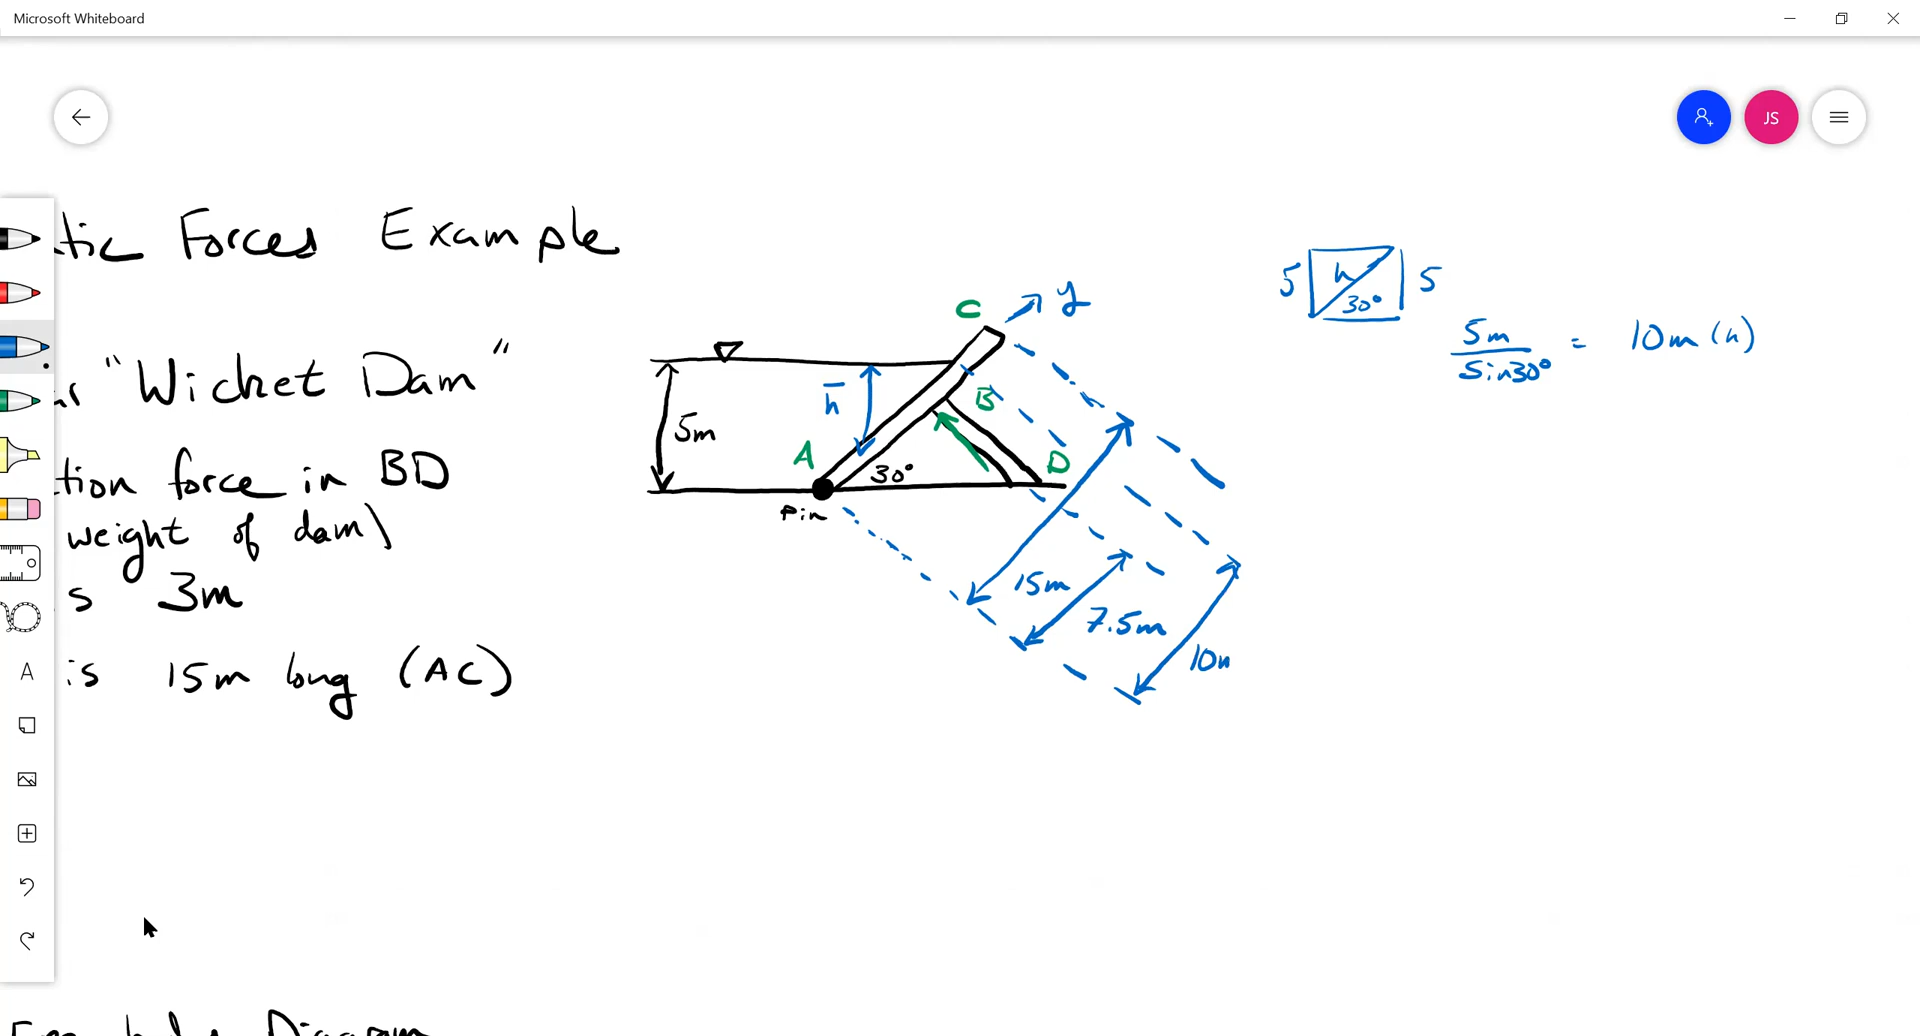 Microsoft Whiteboard
JS
tic Forces Example
"Wicket Dam"
tion force in BD
weight of dam)
s 3m
is 15m long (AC)
C
y
h
5m
A
B
D
30°
Pin
15m
7.5m
10m
5
h
30°
5
5m
sin30°
= 10m (h)
A
Diagram